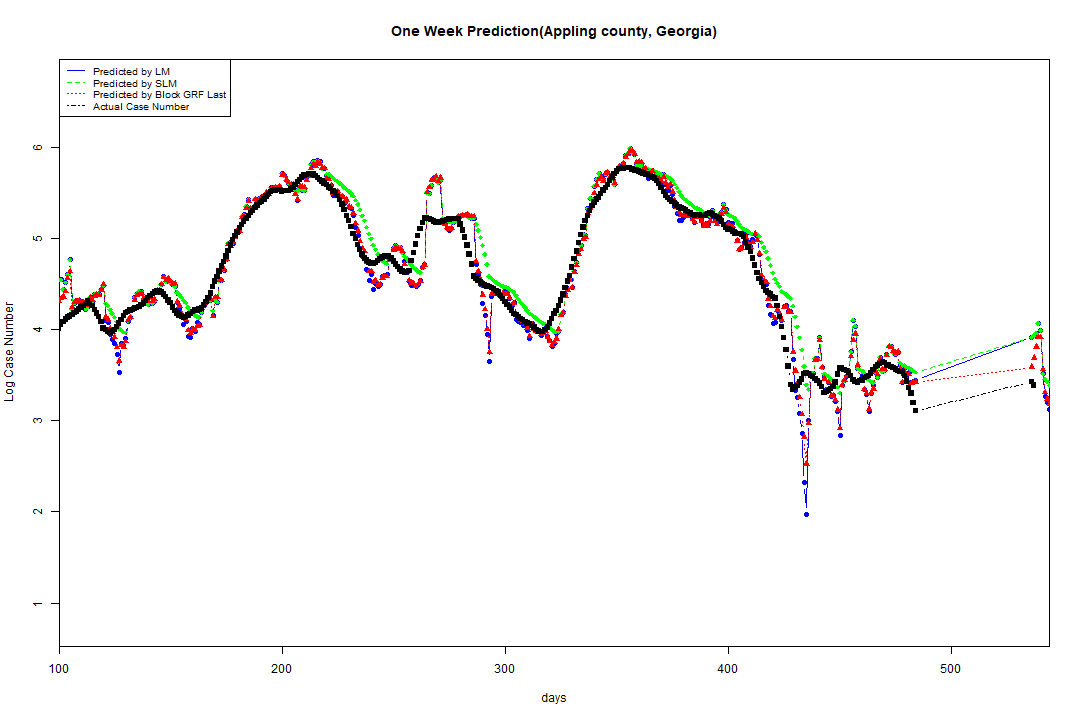 One Week Prediction(Appling county, Georgia)
Predicted by LM
Predicted by SLM
Predicted by Block GRF Last
Actual Case Number
Log Case Number
6
5
4
3
2
1
100 200 300 400 500
days